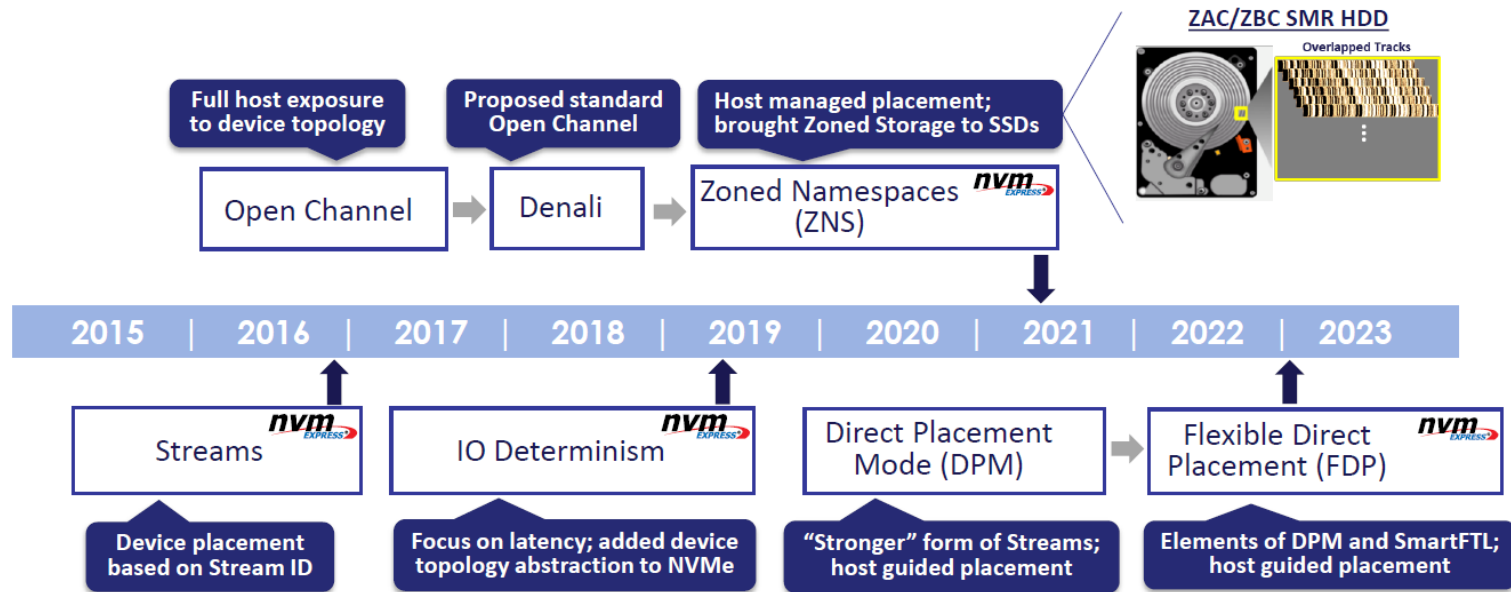 ZAC/ZBC SMR HDD
Overlapped Tracks
Full host exposure
to device topology
Proposed standard
Open Channel
Host managed placement;
brought Zoned Storage to SSDs
Open Channel
Denali
Zoned Namespaces
(ZNS)
nvm
EXPRESS
2015 | 2016 | 2017 | 2018 | 2019 | 2020 | 2021 | 2022 | 2023
Streams
nvm
EXPRESS
IO Determinism
nvm
EXPRESS
Direct Placement
Mode (DPM)
Flexible Direct
Placement (FDP)
nvm
EXPRESS
Device placement
based on Stream ID
Focus on latency; added device
topology abstraction to NVMe
“Stronger” form of Streams;
host guided placement
Elements of DPM and SmartFTL;
host guided placement